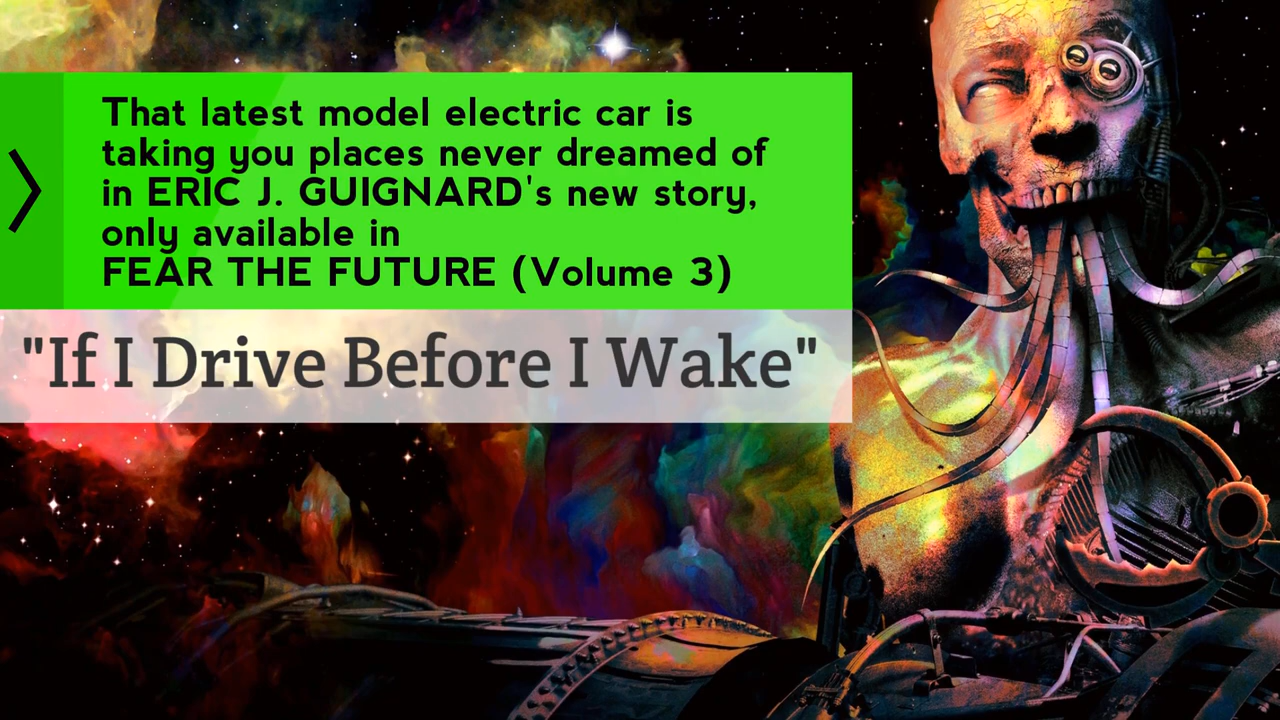 That latest model electric car is
taking you places never dreamed of
in ERIC J. GUIGNARD's new story,
only available in
FEAR THE FUTURE (Volume 3)
"If I Drive Before I Wake"